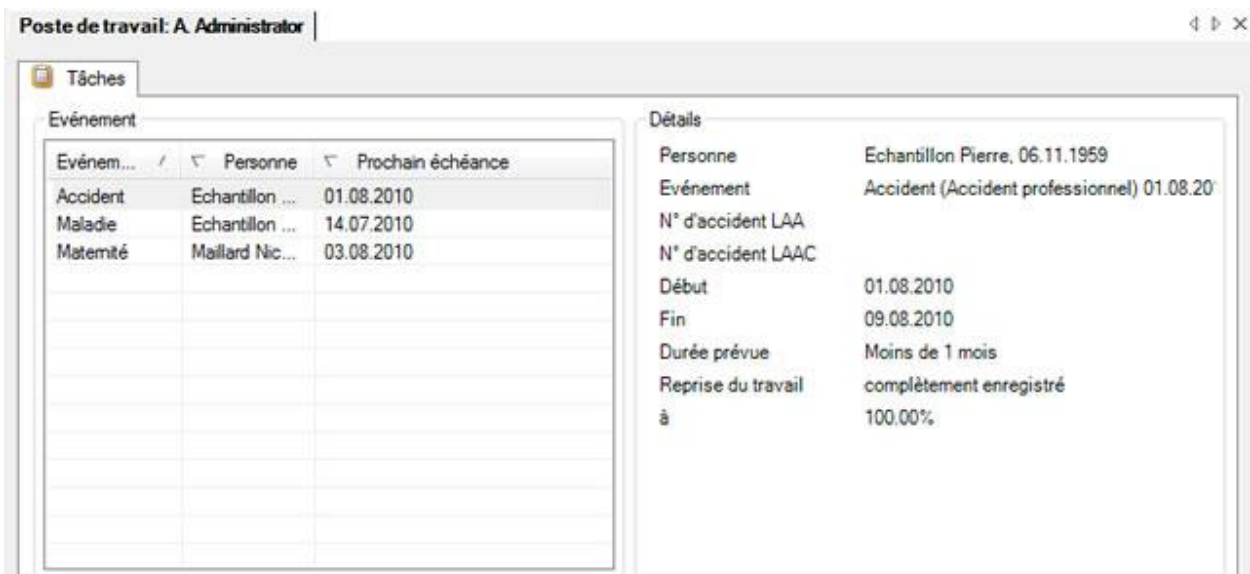 Poste de travail: A. Administrator
Tâches
Evénement
Evénem... Personne Prochain échéance
Accident Echantillon ... 01.08.2010
Maladie Echantillon ... 14.07.2010
Maternité Maillard Nic... 03.08.2010
Détails
Personne Echantillon Pierre, 06.11.1959
Evénement Accident (Accident professionnel) 01.08.20
N° d'accident LAA
N° d'accident LAAC
Début 01.08.2010
Fin 09.08.2010
Durée prévue Moins de 1 mois
Reprise du travail complètement enregistré
à 100.00%